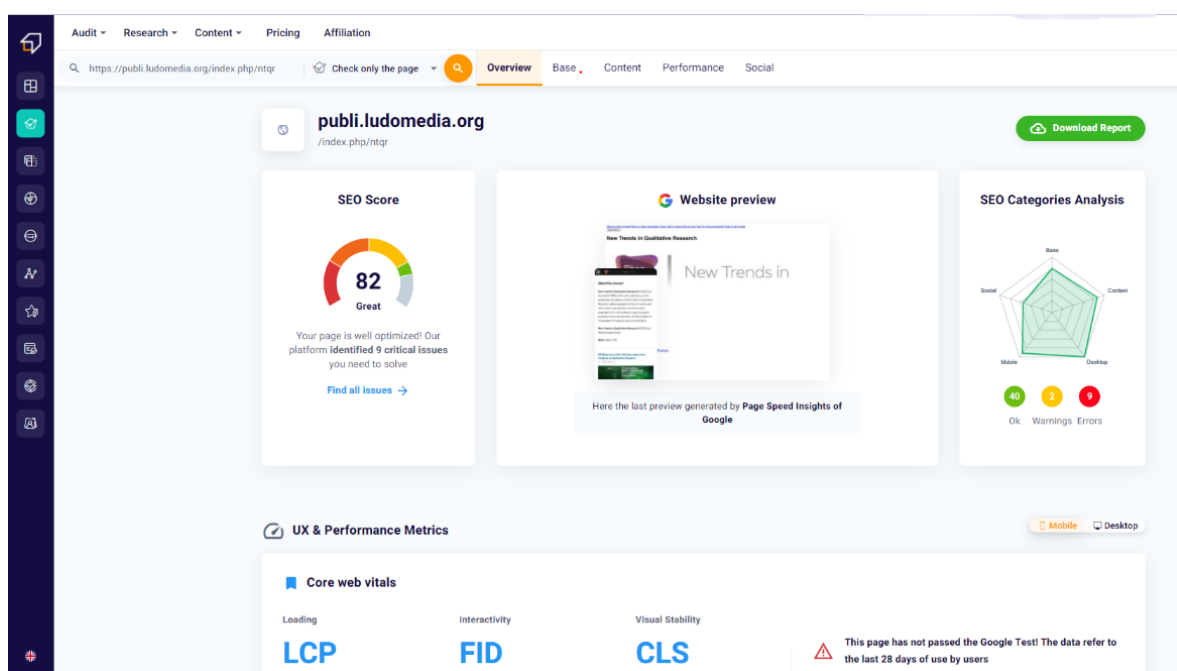 Audit Research Content Pricing Affiliation
https://publi.ludomedia.org/index.php/ntqr Check only the page Overview Base Content Performance Social
publi.ludomedia.org
/index.php/ntqr
Download Report
SEO Score
82
Great
Your page is well optimized! Our
platform identified 9 critical issues
you need to solve
Find all issues →
Website preview
New Trends in Qualitative Research
New Trends in
Here the last preview generated by Page Speed Insights of
Google
SEO Categories Analysis
Base
Social Content
Mobile Desktop
40 2 9
Ok Warnings Errors
UX & Performance Metrics
Mobile Desktop
Core web vitals
Loading Interactivity Visual Stability
LCP FID CLS
This page has not passed the Google Test! The data refer to
the last 28 days of use by users